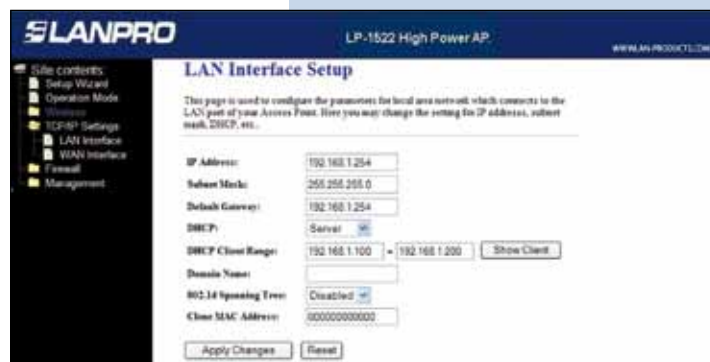 LANPRO
LP-1522 High Power AP.
WWW.LAN-PRODUCTS.COM
Site contents:
Setup Wizard
Operation Mode
Wireless
TCP/IP Settings
LAN Interface
WAN Interface
Firewall
Management
LAN Interface Setup
This page is used to configure the parameters for local area network which connects to the
LAN port of your Access Point. Here you may change the setting for IP addresses, subnet
mask, DHCP, etc..
IP Address: 192.168.1.254
Subnet Mask: 255.255.255.0
Default Gateway: 192.168.1.254
DHCP: Server
DHCP Client Range: 192.168.1.100 - 192.168.1.200 Show Client
Domain Name:
802.1d Spanning Tree: Disabled
Clone MAC Address: 000000000000
Apply Changes Reset